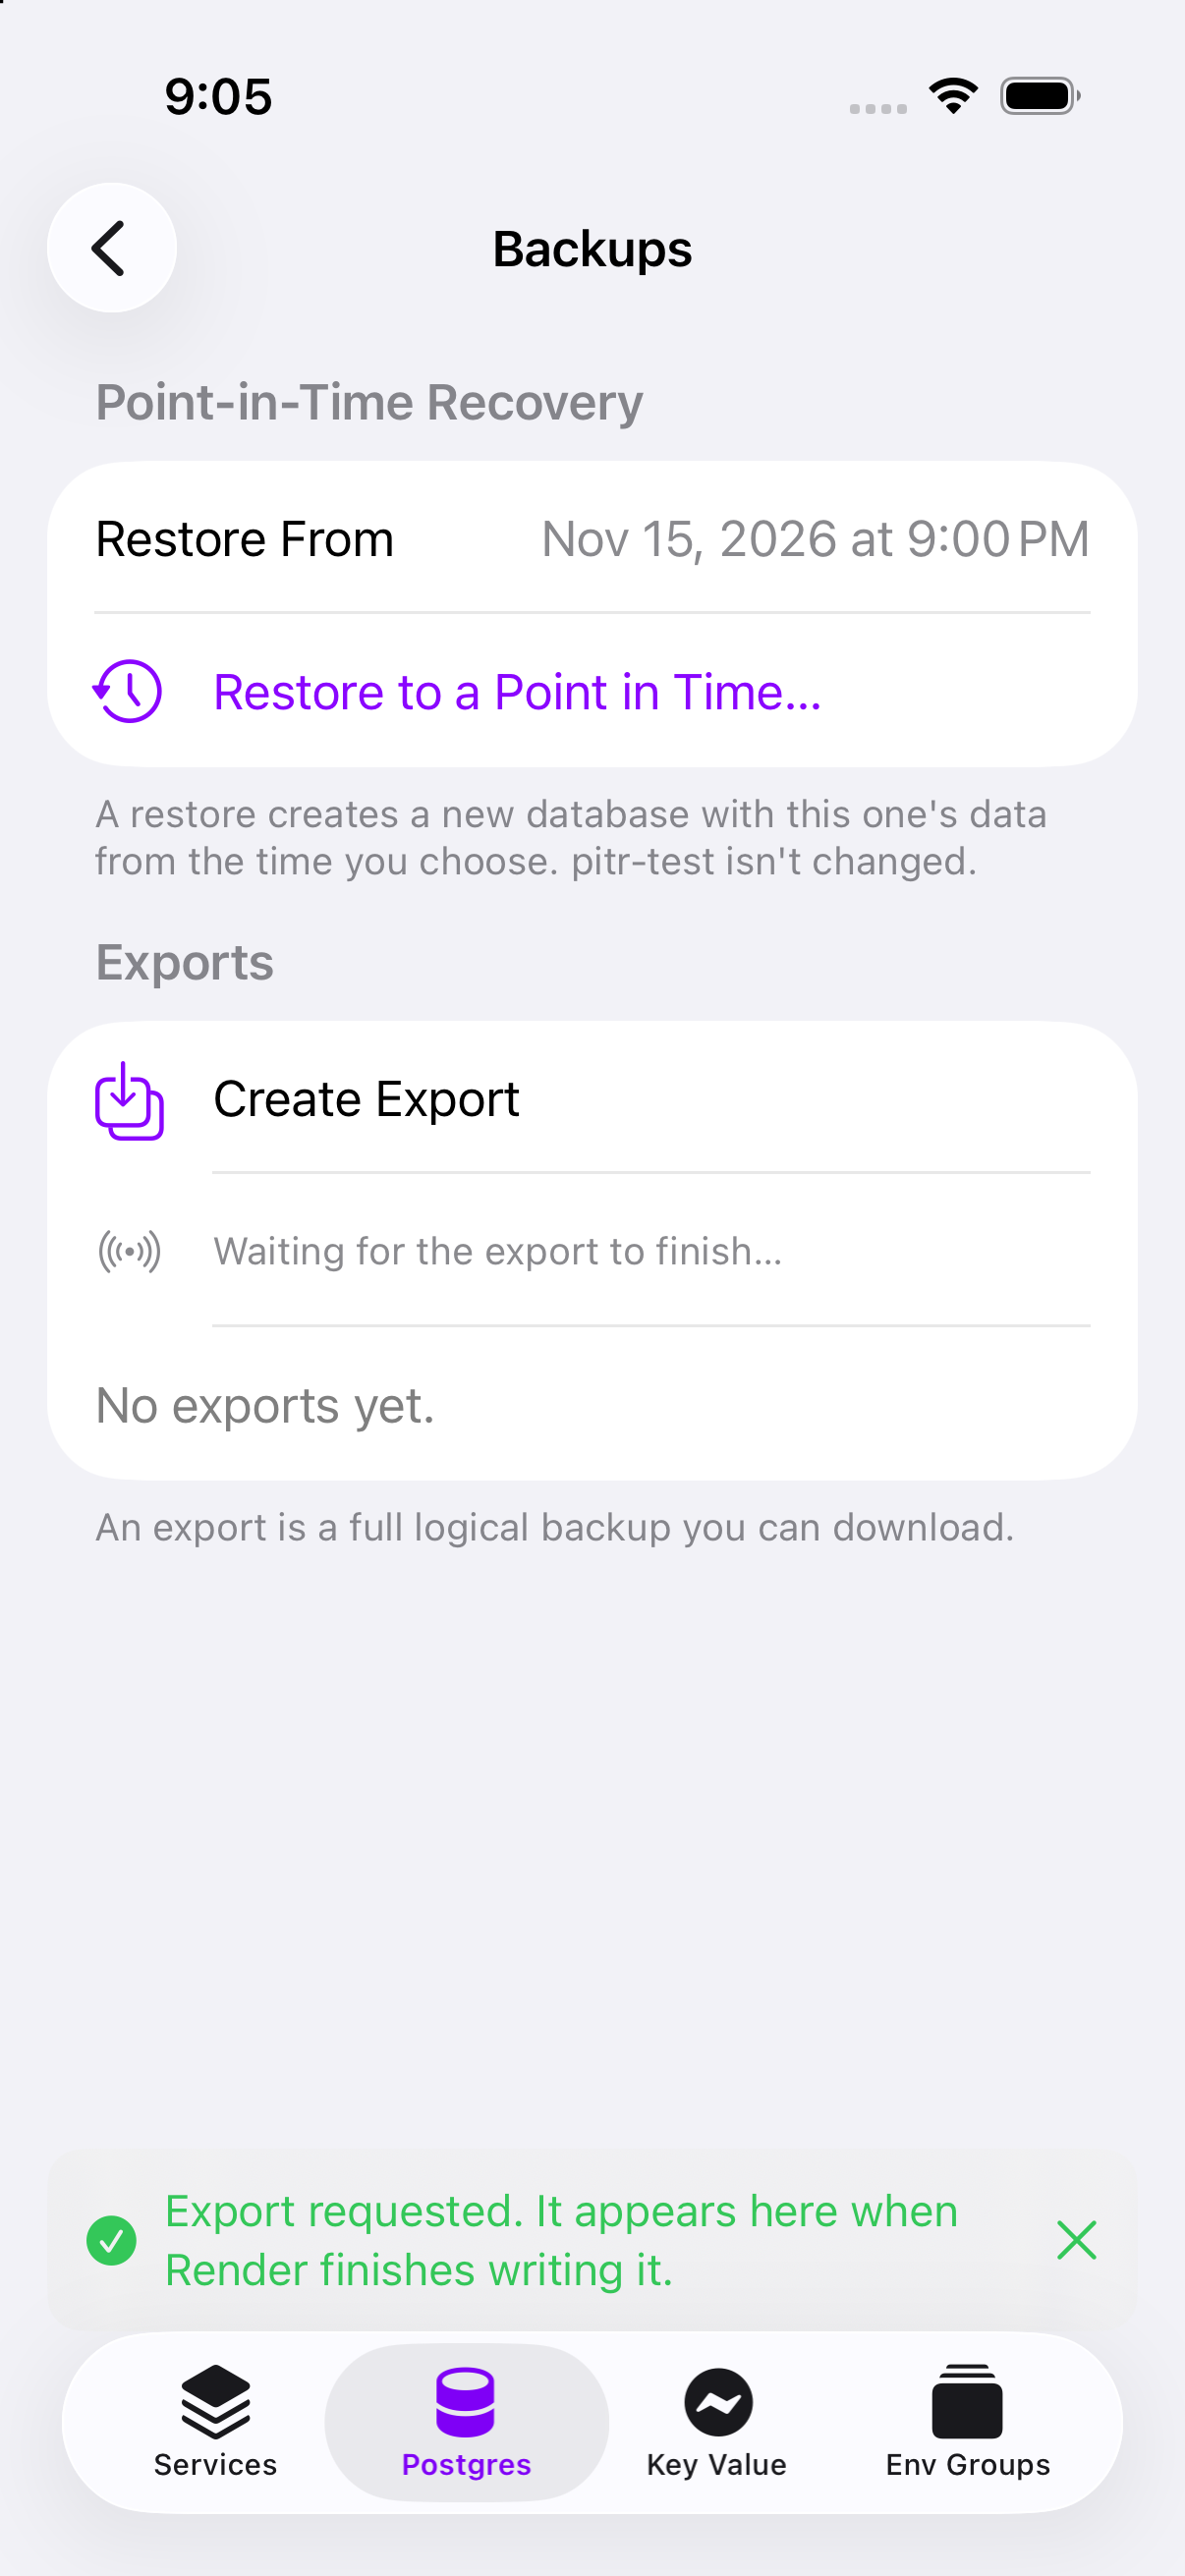 9:05
Backups
Point-in-Time Recovery
Restore From
Nov 15, 2026 at 9:00 PM
Restore to a Point in Time...
A restore creates a new database with this one's data
from the time you choose. pitr-test isn't changed.
Exports
Create Export
Waiting for the export to finish...
No exports yet.
An export is a full logical backup you can download.
Export requested. It appears here when
Render finishes writing it.
Services
Postgres
Key Value
Env Groups